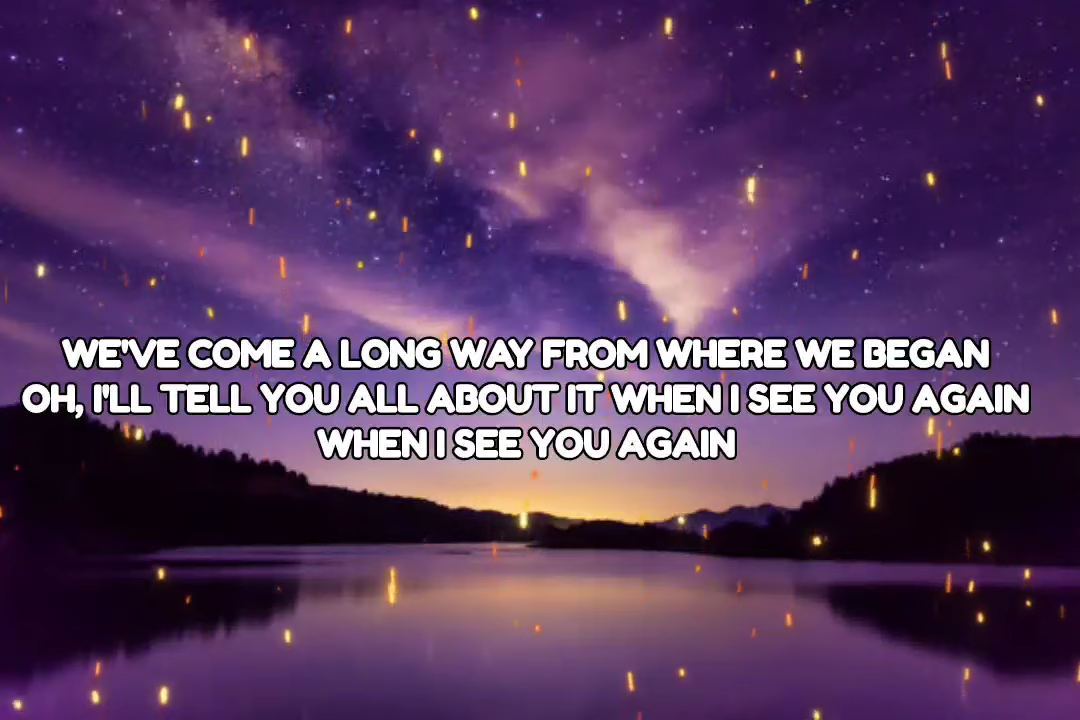 WE'VE COME A LONG WAY FROM WHERE WE BEGAN
OH, I'LL TELL YOU ALL ABOUT IT WHEN I SEE YOU AGAIN
WHEN I SEE YOU AGAIN